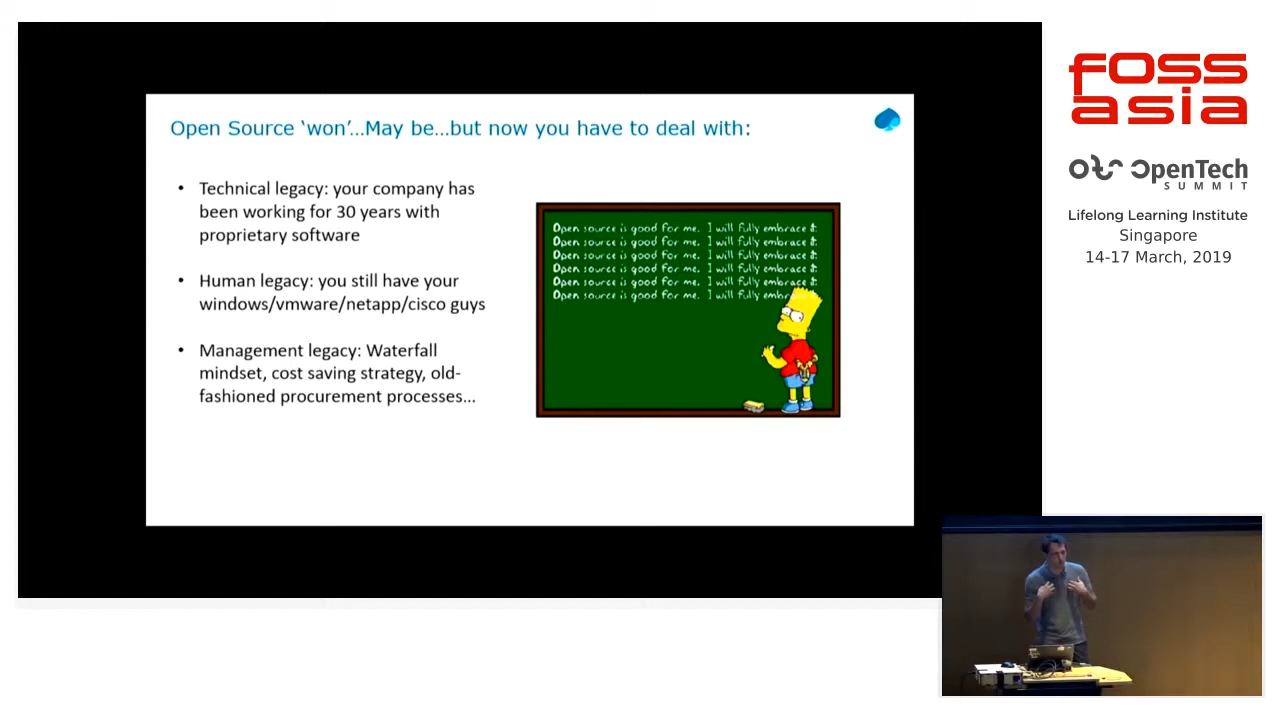 Open Source ‘won’...May be...but now you have to deal with:
• Technical legacy: your company has
been working for 30 years with
proprietary software
• Human legacy: you still have your
windows/vmware/netapp/cisco guys
• Management legacy: Waterfall
mindset, cost saving strategy, old-
fashioned procurement processes...
Open source is good for me. I will fully embrace it.
Open source is good for me. I will fully embrace it.
Open source is good for me. I will fully embrace it.
Open source is good for me. I will fully embrace it.
Open source is good for me. I will fully embrace it.
Open source is good for me. I will fully embrace
foss
asia
OpenTech
SUMMIT
Lifelong Learning Institute
Singapore
14-17 March, 2019